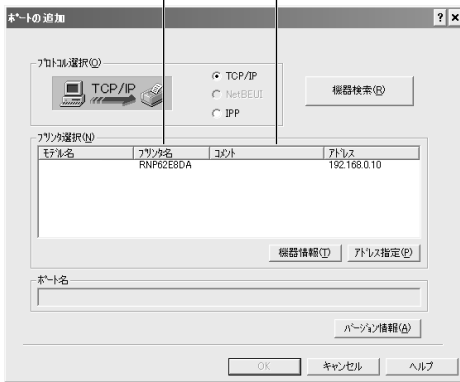 ﾎﾟｰﾄの追加
ﾌﾟﾛﾄｺﾙ選択(O)
TCP/IP
TCP/IP
NetBEUI
IPP
機器検索(R)
ﾌﾟﾘﾝﾀ選択(N)
ﾓﾃﾞﾙ名 ﾌﾟﾘﾝﾀ名 ｺﾒﾝﾄ ｱﾄﾞﾚｽ
RNP62E8DA 192.168.0.10
機器情報(T) ｱﾄﾞﾚｽ指定(P)
ﾎﾟｰﾄ名
ﾊﾞｰｼﾞｮﾝ情報(A)
OK キャンセル ヘルプ